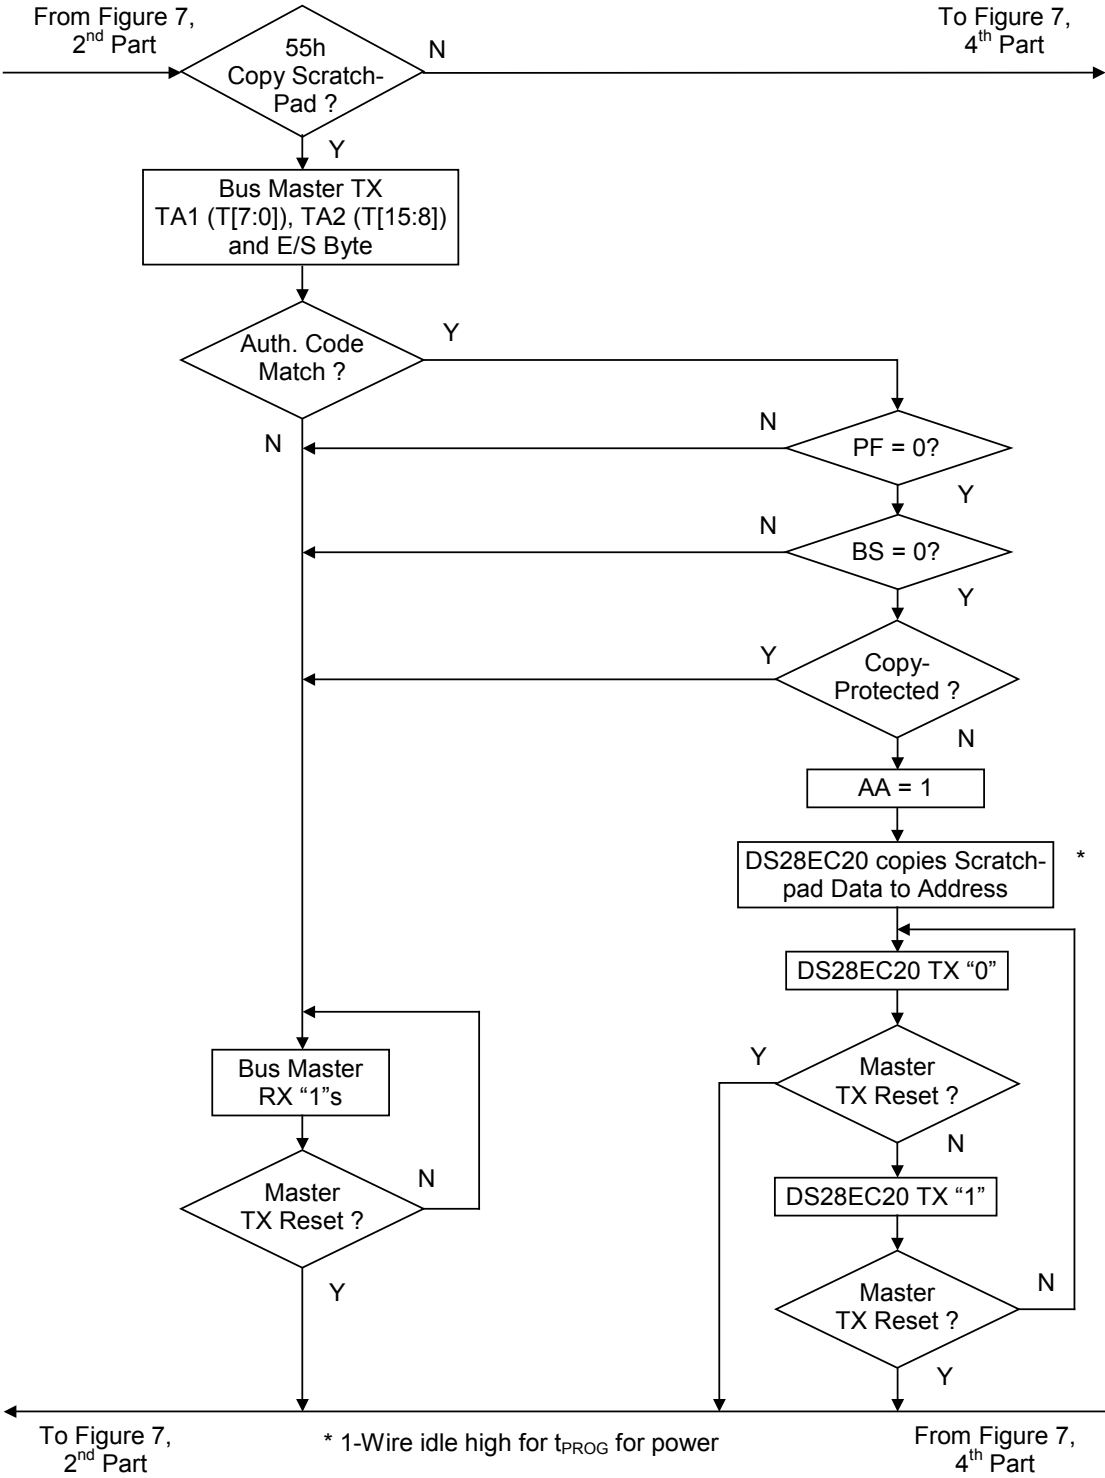 From Figure 7,
2nd Part
To Figure 7,
4th Part
55h
Copy Scratch-
Pad ?
N
Y
Bus Master TX
TA1 (T[7:0]), TA2 (T[15:8])
and E/S Byte
Auth. Code
Match ?
Y
N
N
PF = 0?
Y
N
BS = 0?
Y
Y
Copy-
Protected ?
N
AA = 1
DS28EC20 copies Scratch-
pad Data to Address
*
DS28EC20 TX “0”
Bus Master
RX “1”s
Y
Master
TX Reset ?
N
Master
TX Reset ?
N
DS28EC20 TX “1”
Y
Master
TX Reset ?
N
Y
To Figure 7,
2nd Part
* 1-Wire idle high for tPROG for power
From Figure 7,
4th Part